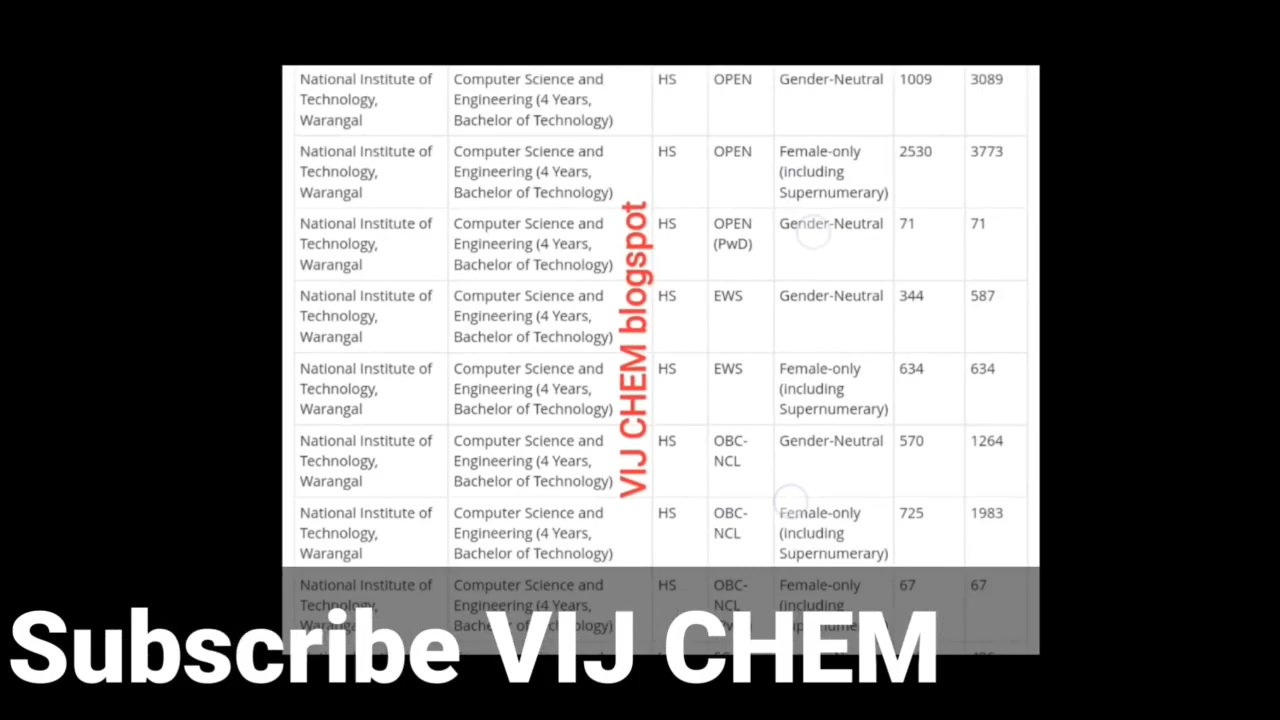 National Institute of Technology, Warangal Computer Science and Engineering (4 Years, Bachelor of Technology) HS OPEN Gender-Neutral 1009 3089
National Institute of Technology, Warangal Computer Science and Engineering (4 Years, Bachelor of Technology) HS OPEN Female-only (including Supernumerary) 2530 3773
National Institute of Technology, Warangal Computer Science and Engineering (4 Years, Bachelor of Technology) HS OPEN (PwD) Gender-Neutral 71 71
National Institute of Technology, Warangal Computer Science and Engineering (4 Years, Bachelor of Technology) HS EWS Gender-Neutral 344 587
National Institute of Technology, Warangal Computer Science and Engineering (4 Years, Bachelor of Technology) HS EWS Female-only (including Supernumerary) 634 634
National Institute of Technology, Warangal Computer Science and Engineering (4 Years, Bachelor of Technology) HS OBC-NCL Gender-Neutral 570 1264
National Institute of Technology, Warangal Computer Science and Engineering (4 Years, Bachelor of Technology) HS OBC-NCL Female-only (including Supernumerary) 725 1983
National Institute of Technology, Computer Science and Engineering (4 Years, Bachelor of Technology) HS OBC-NCL Female-only (including 67 67
VIJ CHEM blogspot
Subscribe VIJ CHEM